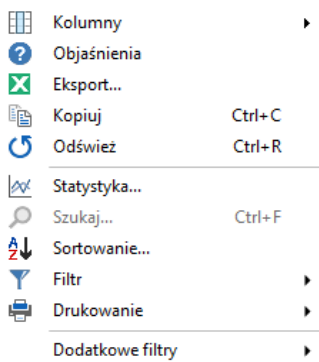 Kolumny
Objaśnienia
Eksport...
Kopiuj Ctrl+C
Odśwież Ctrl+R
Statystyka...
Szukaj... Ctrl+F
Sortowanie...
Filtr
Drukowanie
Dodatkowe filtry